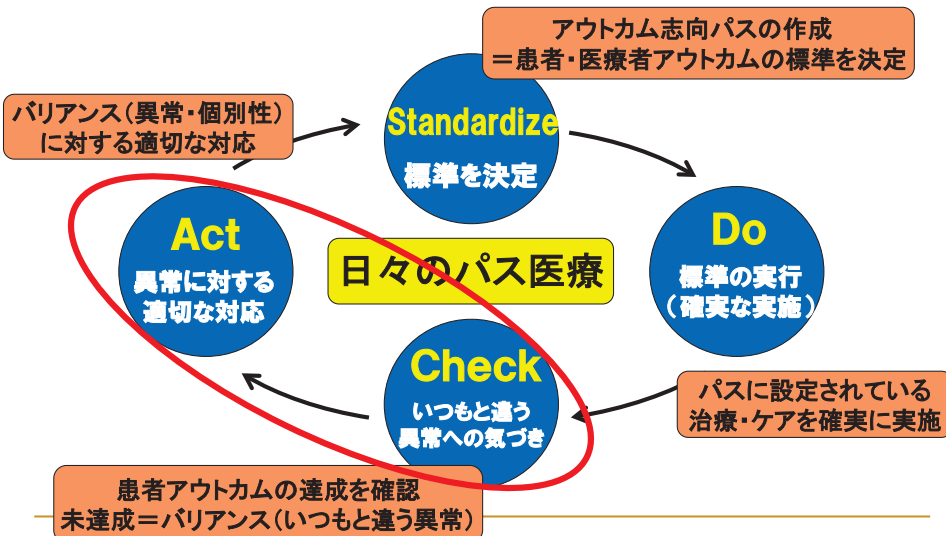 アウトカム志向パスの作成
＝患者・医療者アウトカムの標準を決定
バリアンス（異常・個別性）
に対する適切な対応
Standardize
標準を決定
Act
異常に対する
適切な対応
日々のパス医療
Do
標準の実行
（確実な実施）
Check
いつもと違う
異常への気づき
パスに設定されている
治療・ケアを確実に実施
患者アウトカムの達成を確認
未達成＝バリアンス（いつもと違う異常）